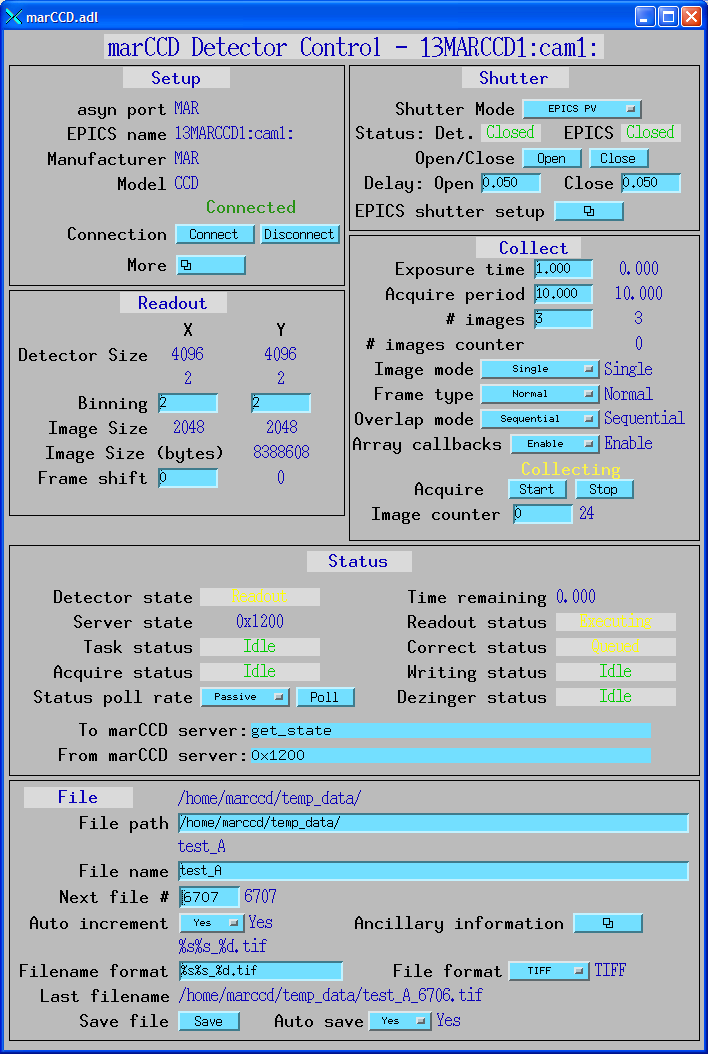 marCCD.adl
marCCD Detector Control - 13MARCCD1:cam1:
Setup
asyn port MAR
EPICS name 13MARCCD1:cam1:
Manufacturer MAR
Model CCD
Connected
Connection Connect Disconnect
More
Shutter
Shutter Mode EPICS PV
Status: Det. Closed EPICS Closed
Open/Close Open Close
Delay: Open 0.050 Close 0.050
EPICS shutter setup
Readout
X Y
Detector Size 4096 4096
2 2
Binning 2 2
Image Size 2048 2048
Image Size (bytes) 8388608
Frame shift 0 0
Collect
Exposure time 1.000 0.000
Acquire period 10.000 10.000
# images 3 3
# images counter 0
Image mode Single Single
Frame type Normal Normal
Overlap mode Sequential Sequential
Array callbacks Enable Enable
Collecting
Acquire Start Stop
Image counter 0 24
Status
Detector state Readout
Server state 0x1200
Task status Idle
Acquire status Idle
Status poll rate Passive Poll
Time remaining 0.000
Readout status Executing
Correct status Queued
Writing status Idle
Dezinger status Idle
To marCCD server: get_state
From marCCD server: 0x1200
File
/home/marccd/temp_data/
File path /home/marccd/temp_data/
test_A
File name test_A
Next file # 6707 6707
Auto increment Yes Yes Ancillary information
%s%s_%d.tif
Filename format %s%s_%d.tif File format TIFF TIFF
Last filename /home/marccd/temp_data/test_A_6706.tif
Save file Save Auto save Yes Yes